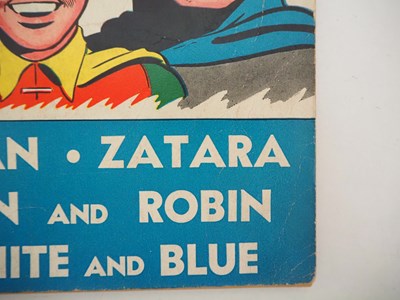 AN • ZATARA
N AND ROBIN
HITE AND BLUE